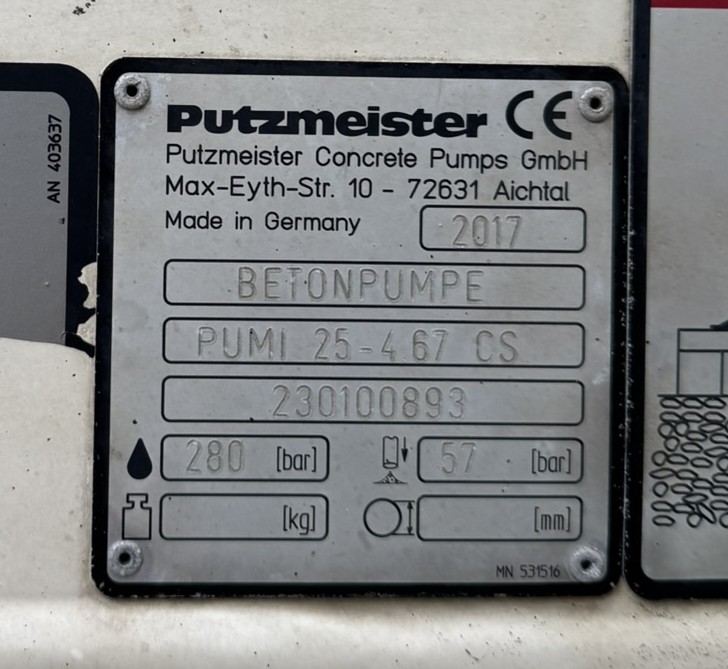 AN 403637
Putzmeister CE
Putzmeister Concrete Pumps GmbH
Max-Eyth-Str. 10 - 72631 Aichtal
Made in Germany 2017
BETONPUMPE
PUMI 25-4 67 CS
230100893
280 [bar] 57 [bar]
[kg] [mm]
MN 531516